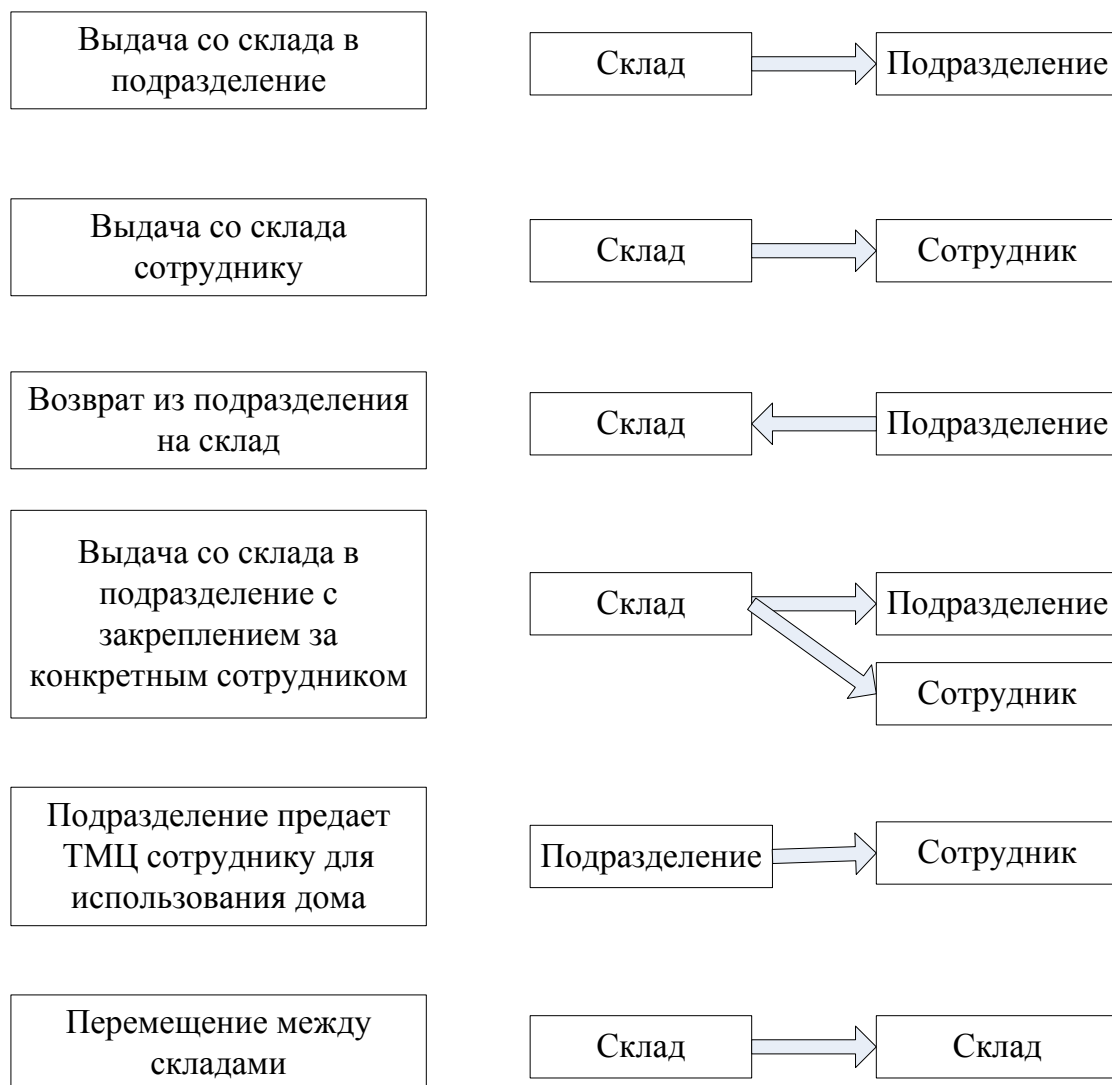 Выдача со склада в
подразделение
Склад
Подразделение
Выдача со склада
сотруднику
Склад
Сотрудник
Возврат из подразделения
на склад
Склад
Подразделение
Выдача со склада в
подразделение с
закреплением за
конкретным сотрудником
Склад
Подразделение
Сотрудник
Подразделение предает
ТМЦ сотруднику для
использования дома
Подразделение
Сотрудник
Перемещение между
складами
Склад
Склад